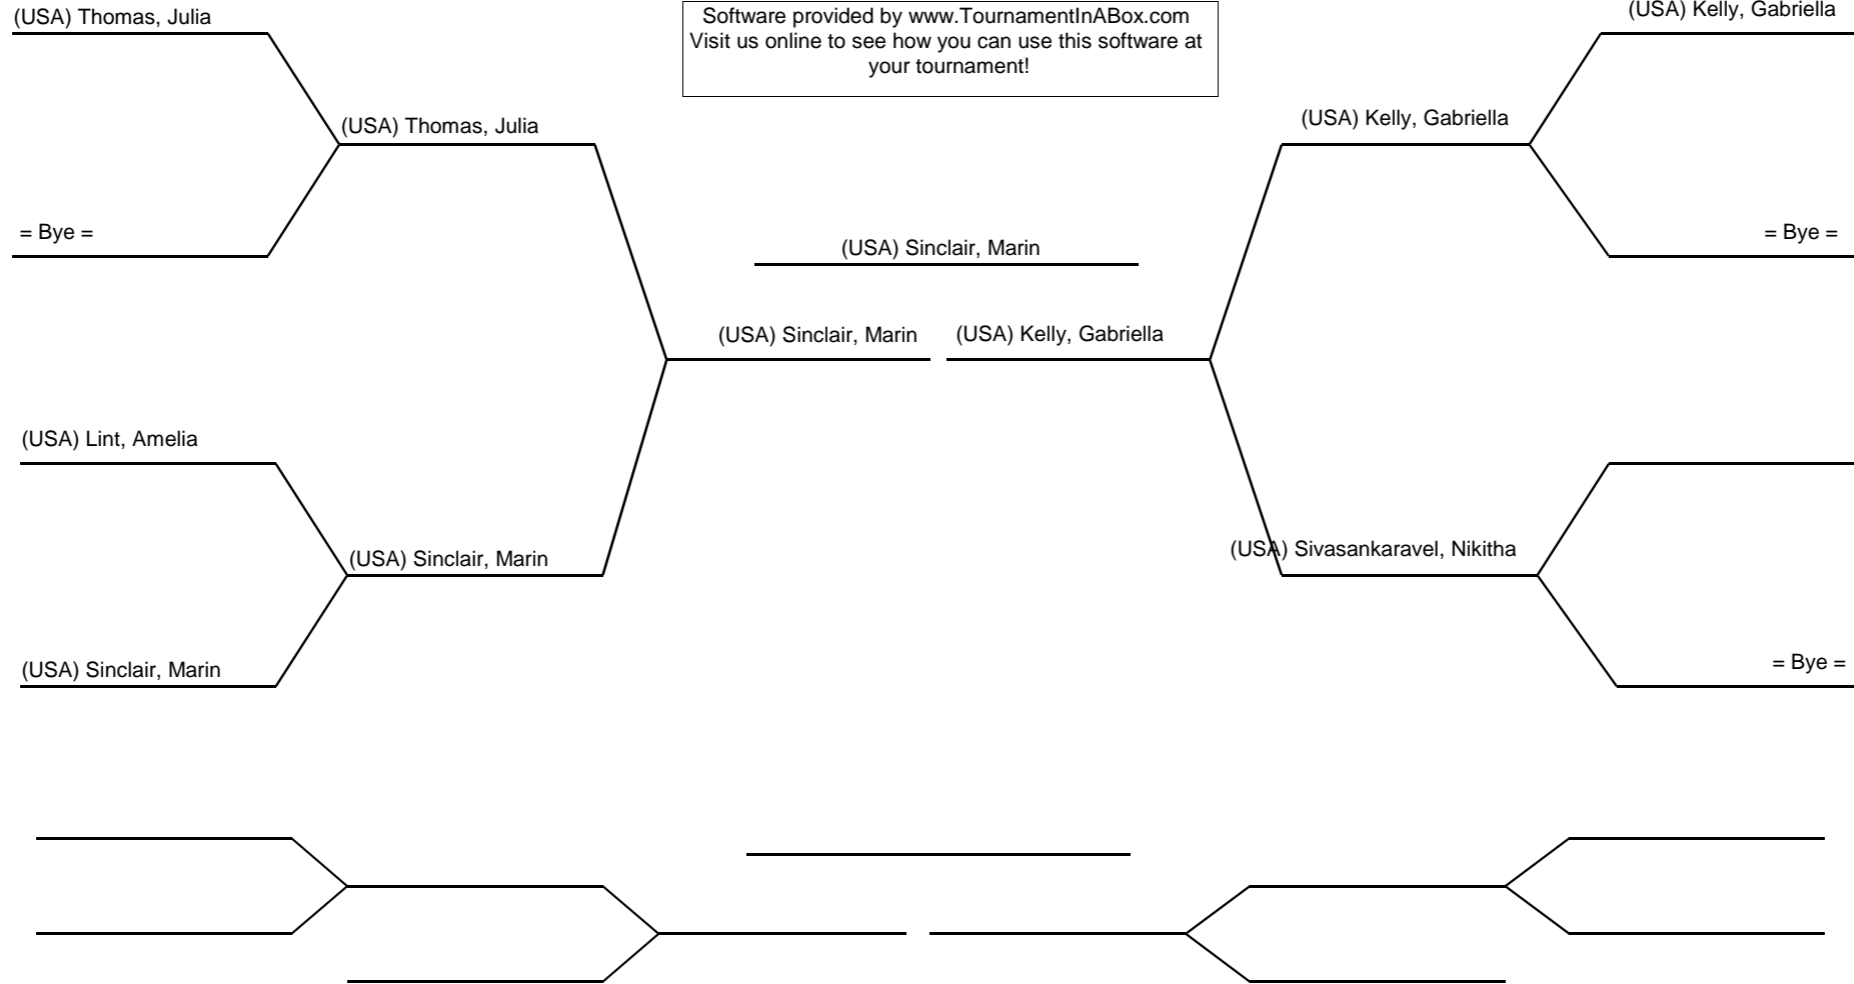 (USA) Thomas, Julia
Software provided by www.TournamentInABox.com
Visit us online to see how you can use this software at
your tournament!
(USA) Kelly, Gabriella
(USA) Thomas, Julia
(USA) Kelly, Gabriella
= Bye =
= Bye =
(USA) Sinclair, Marin
(USA) Sinclair, Marin
(USA) Kelly, Gabriella
(USA) Lint, Amelia
(USA) Sinclair, Marin
(USA) Sivasankaravel, Nikitha
(USA) Sinclair, Marin
= Bye =